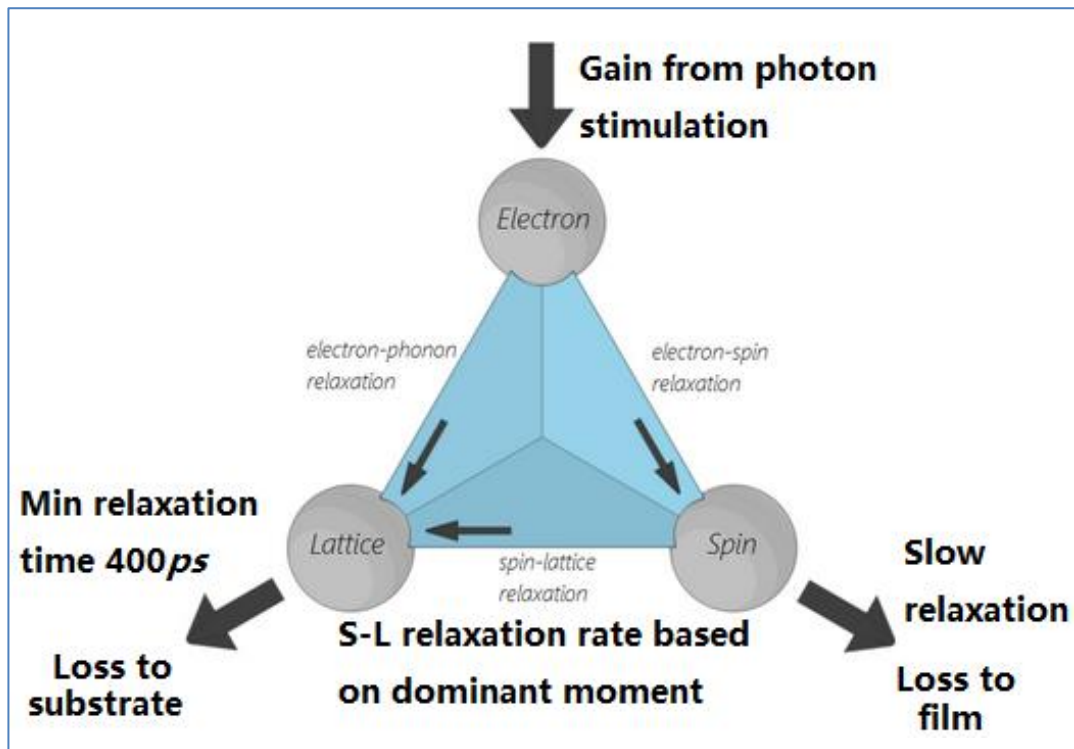 Gain from photon
stimulation
Electron
electron-phonon
relaxation
electron-spin
relaxation
Min relaxation
time 400ps
Lattice
spin-lattice
relaxation
Spin
Slow
relaxation
S-L relaxation rate based
on dominant moment
Loss to
substrate
Loss to
film